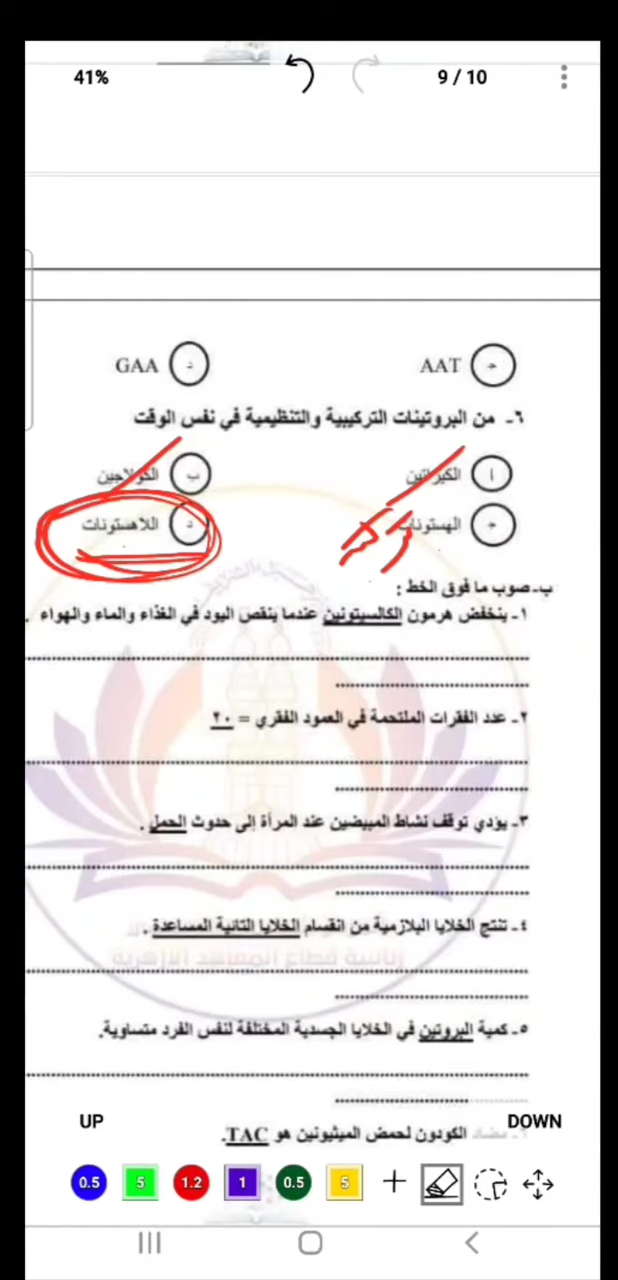 41%
9 / 10
ج AAT
د GAA
٦- من البروتينات التركيبية والتنظيمية في نفس الوقت
أ الكيراتين
ب الكولاجين
ج الهستونات
د اللاهستونات
ب- صوب ما فوق الخط :
١- ينخفض هرمون الكالسيتونين عندما ينقص اليود في الغذاء والماء والهواء .
٢- عدد الفقرات الملتحمة في العمود الفقري = ٢٠
٣- يؤدي توقف نشاط المبيضين عند المرأة إلى حدوث الحمل .
٤- تنتج الخلايا البلازمية من انقسام الخلايا التائية المساعدة .
٥- كمية البروتين في الخلايا الجسدية المختلفة لنفس الفرد متساوية.
UP
DOWN
٦- مضاد الكودون لحمض الميثيونين هو TAC.
0.5 5 1.2 1 0.5 5